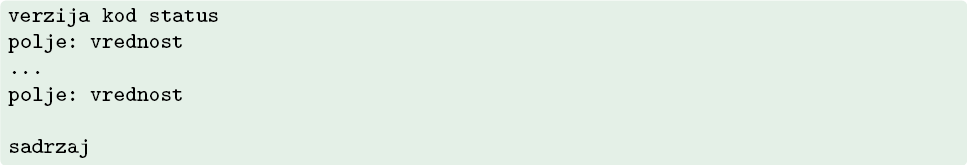 verzija kod status
polje: vrednost
...
polje: vrednost

sadrzaj